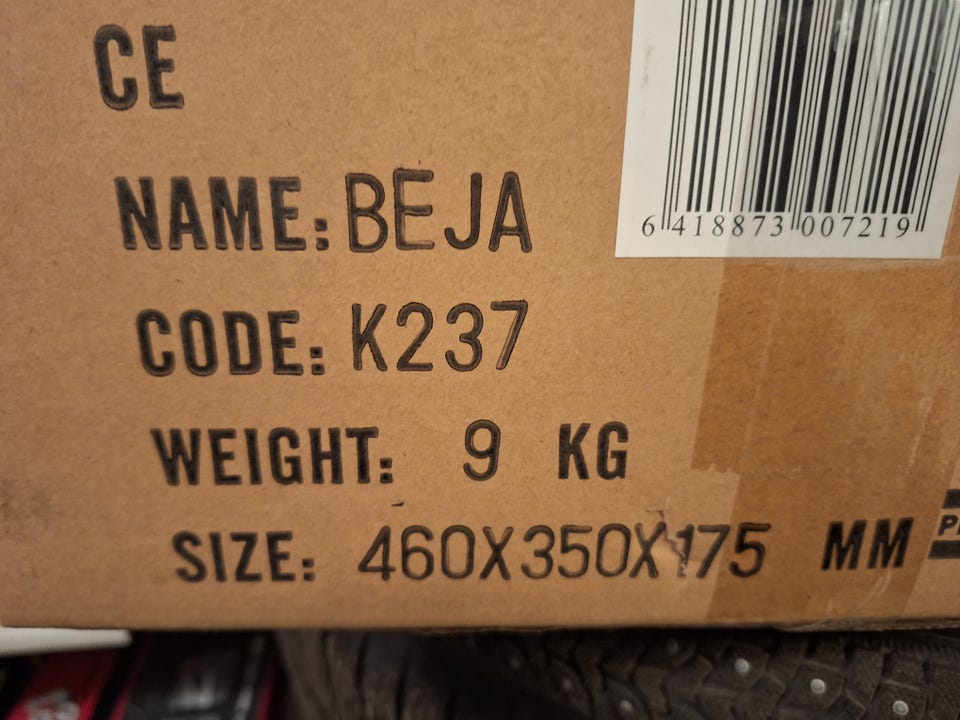 CE
6 418873 007219
NAME: BEJA
CODE: K237
WEIGHT: 9 KG
SIZE: 460X350X175 MM